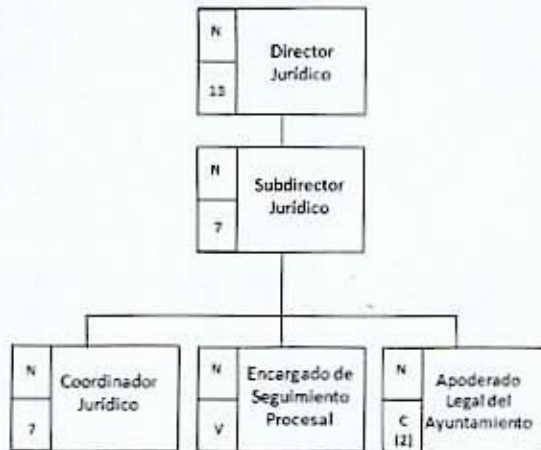 N
Director
Jurídico
13
N
Subdirector
Jurídico
7
N
Coordinador
Jurídico
7
N
Encargado de
Seguimiento
Procesal
V
N
Apoderado
Legal del
Ayuntamiento
C
(2)